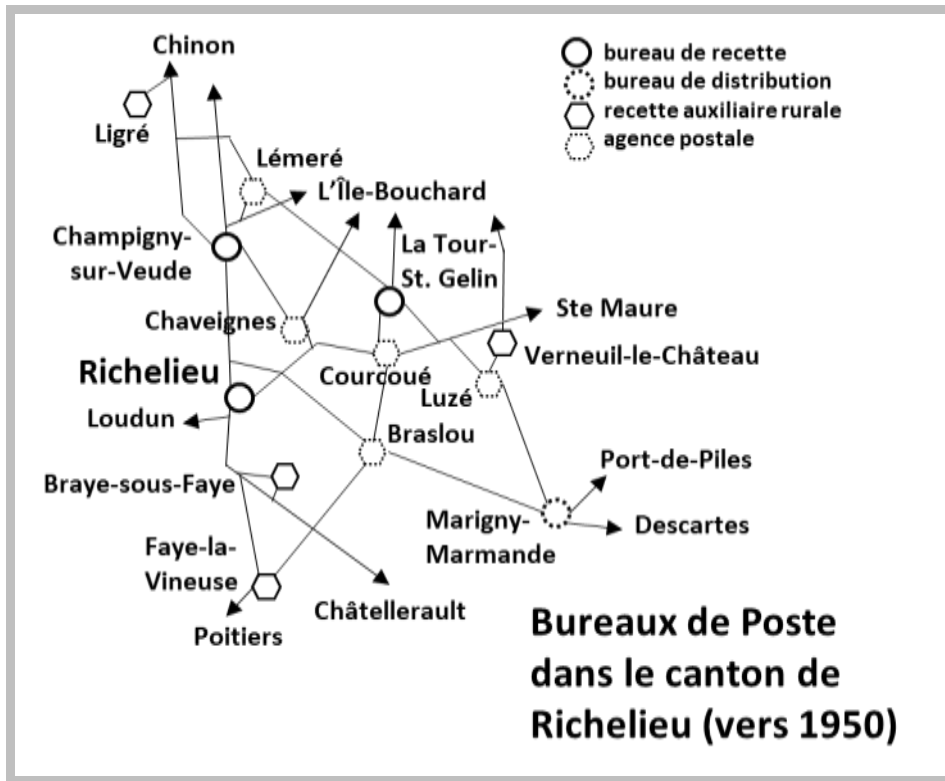 Chinon
bureau de recette
bureau de distribution
recette auxiliaire rurale
agence postale
Ligré
Lémeré
L'Île-Bouchard
Champigny-
sur-Veude
La Tour-
St. Gelin
Chaveignes
Ste Maure
Richelieu
Courcoué
Verneuil-le-Château
Luzé
Loudun
Braslou
Braye-sous-Faye
Port-de-Piles
Marigny-
Marmande
Descartes
Faye-la-
Vineuse
Châtellerault
Poitiers
Bureaux de Poste
dans le canton de
Richelieu (vers 1950)